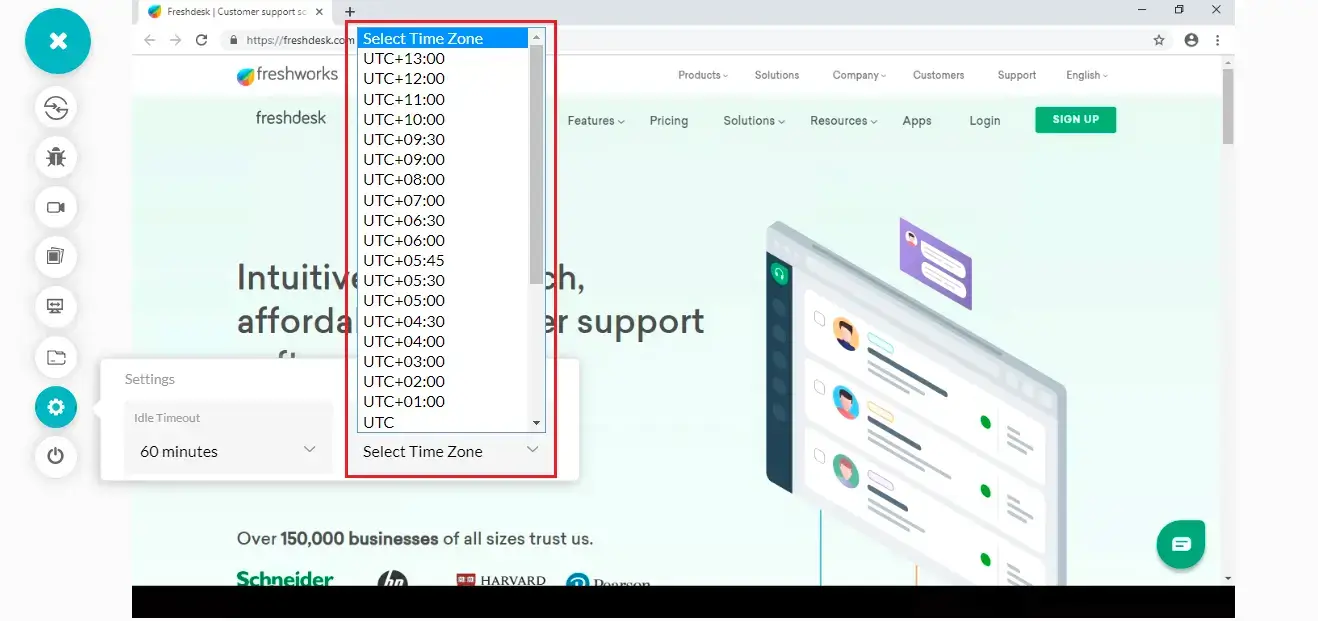 Freshdesk | Customer support so
https://freshdesk.com
freshworks
Products
Solutions
Company
Customers
Support
English
freshdesk
Features
Pricing
Solutions
Resources
Apps
Login
SIGN UP
Select Time Zone
UTC+13:00
UTC+12:00
UTC+11:00
UTC+10:00
UTC+09:30
UTC+09:00
UTC+08:00
UTC+07:00
UTC+06:30
UTC+06:00
UTC+05:45
UTC+05:30
UTC+05:00
UTC+04:30
UTC+04:00
UTC+03:00
UTC+02:00
UTC+01:00
UTC
Select Time Zone
Intuitive ch,
afforda er support
Settings
Idle Timeout
60 minutes
Over 150,000 businesses of all sizes trust us.
Schneider
hp
HARVARD
Pearson